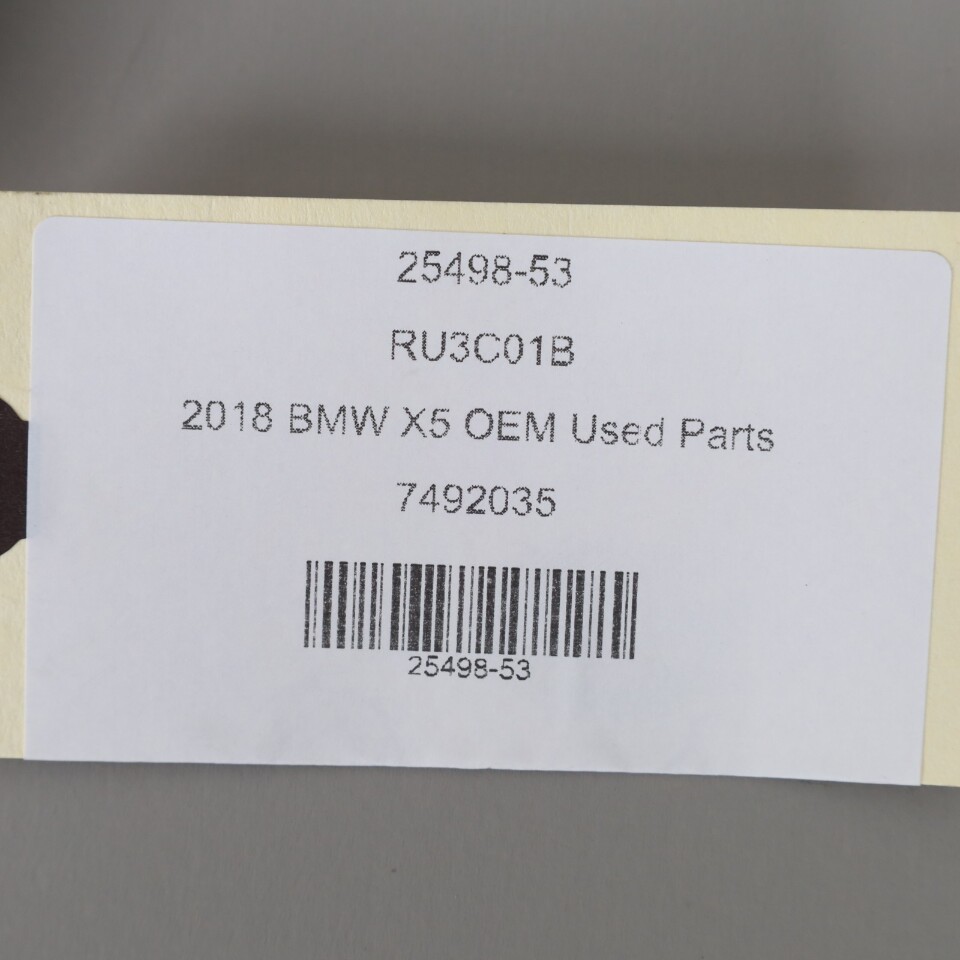 25498-53
RU3C01B
2018 BMW X5 OEM Used Parts
7492035
25498-53